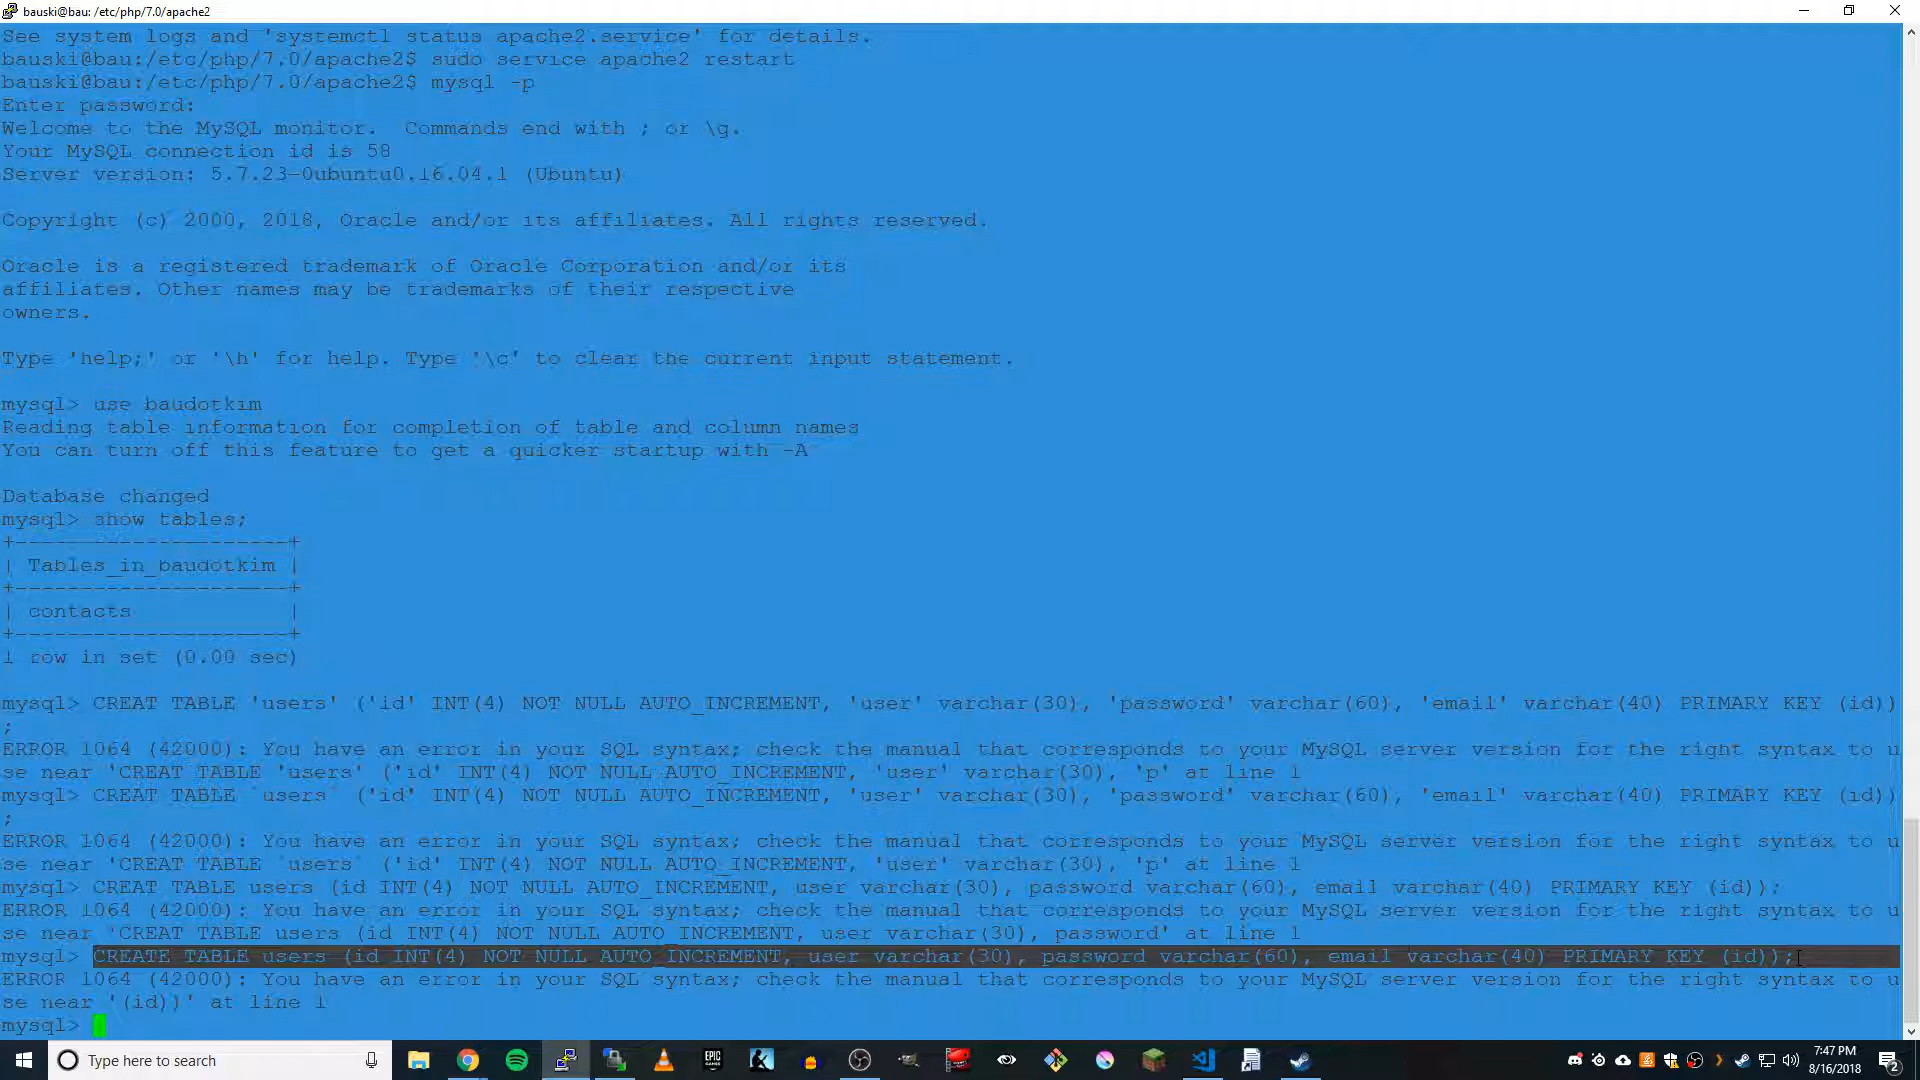 bauski@bau: /etc/php/7.0/apache2
See system logs and 'systemctl status apache2.service' for details.
bauski@bau:/etc/php/7.0/apache2$ sudo service apache2 restart
bauski@bau:/etc/php/7.0/apache2$ mysql -p
Enter password:
Welcome to the MySQL monitor.  Commands end with ; or \g.
Your MySQL connection id is 58
Server version: 5.7.23-0ubuntu0.16.04.1 (Ubuntu)
Copyright (c) 2000, 2018, Oracle and/or its affiliates. All rights reserved.
Oracle is a registered trademark of Oracle Corporation and/or its
affiliates. Other names may be trademarks of their respective
owners.
Type 'help;' or '\h' for help. Type '\c' to clear the current input statement.
mysql> use baudotkim
Reading table information for completion of table and column names
You can turn off this feature to get a quicker startup with -A
Database changed
mysql> show tables;
+---------------------+
| Tables_in_baudotkim |
+---------------------+
| contacts            |
+---------------------+
1 row in set (0.00 sec)
mysql> CREAT TABLE 'users' ('id' INT(4) NOT NULL AUTO_INCREMENT, 'user' varchar(30), 'password' varchar(60), 'email' varchar(40) PRIMARY KEY (id))
;
ERROR 1064 (42000): You have an error in your SQL syntax; check the manual that corresponds to your MySQL server version for the right syntax to u
se near 'CREAT TABLE 'users' ('id' INT(4) NOT NULL AUTO_INCREMENT, 'user' varchar(30), 'p' at line 1
mysql> CREAT TABLE `users` ('id' INT(4) NOT NULL AUTO_INCREMENT, 'user' varchar(30), 'password' varchar(60), 'email' varchar(40) PRIMARY KEY (id))
;
ERROR 1064 (42000): You have an error in your SQL syntax; check the manual that corresponds to your MySQL server version for the right syntax to u
se near 'CREAT TABLE `users` ('id' INT(4) NOT NULL AUTO_INCREMENT, 'user' varchar(30), 'p' at line 1
mysql> CREAT TABLE users (id INT(4) NOT NULL AUTO_INCREMENT, user varchar(30), password varchar(60), email varchar(40) PRIMARY KEY (id));
ERROR 1064 (42000): You have an error in your SQL syntax; check the manual that corresponds to your MySQL server version for the right syntax to u
se near 'CREAT TABLE users (id INT(4) NOT NULL AUTO_INCREMENT, user varchar(30), password' at line 1
mysql> CREATE TABLE users (id INT(4) NOT NULL AUTO_INCREMENT, user varchar(30), password varchar(60), email varchar(40) PRIMARY KEY (id));
ERROR 1064 (42000): You have an error in your SQL syntax; check the manual that corresponds to your MySQL server version for the right syntax to u
se near '(id))' at line 1
mysql>
Type here to search
EPIC GAMES
7:47 PM
8/16/2018
2